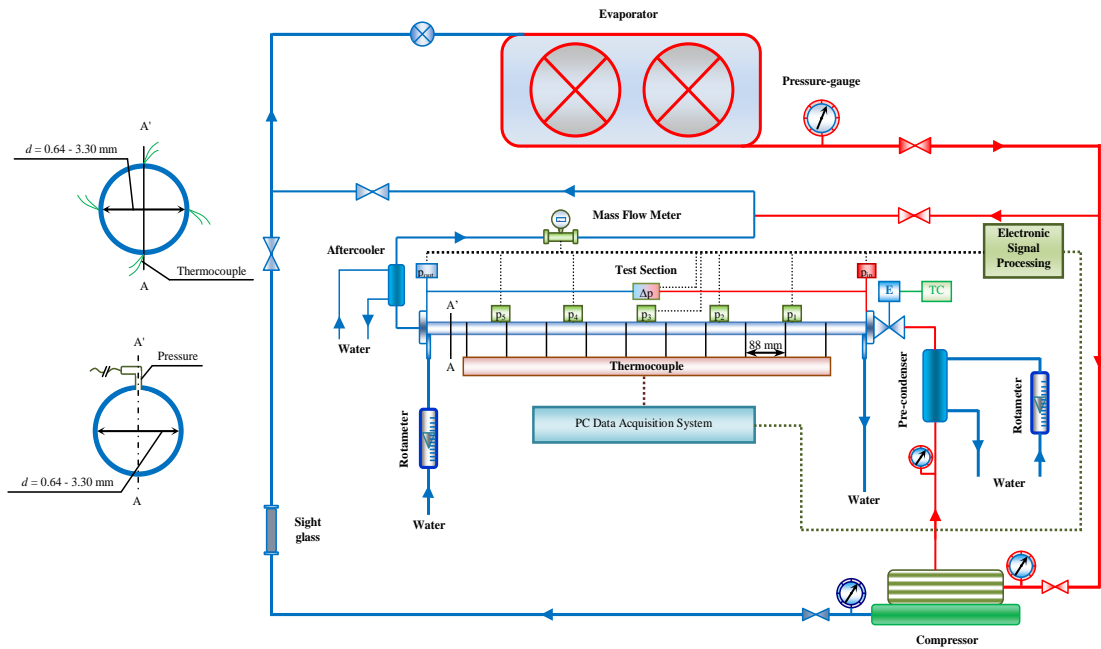 Evaporator
Pressure-gauge
A'
d = 0.64 - 3.30 mm
Thermocouple
A
Mass Flow Meter
Electronic
Signal
Processing
Aftercooler
Test Section
pout
Δp
pin
E
TC
A'
p5
p4
p3
p2
p1
88 mm
Water
A
Thermocouple
A'
Pressure
d = 0.64 - 3.30 mm
A
Rotameter
PC Data Acquisition System
Pre-condenser
Rotameter
Water
Water
Water
Sight
glass
Compressor